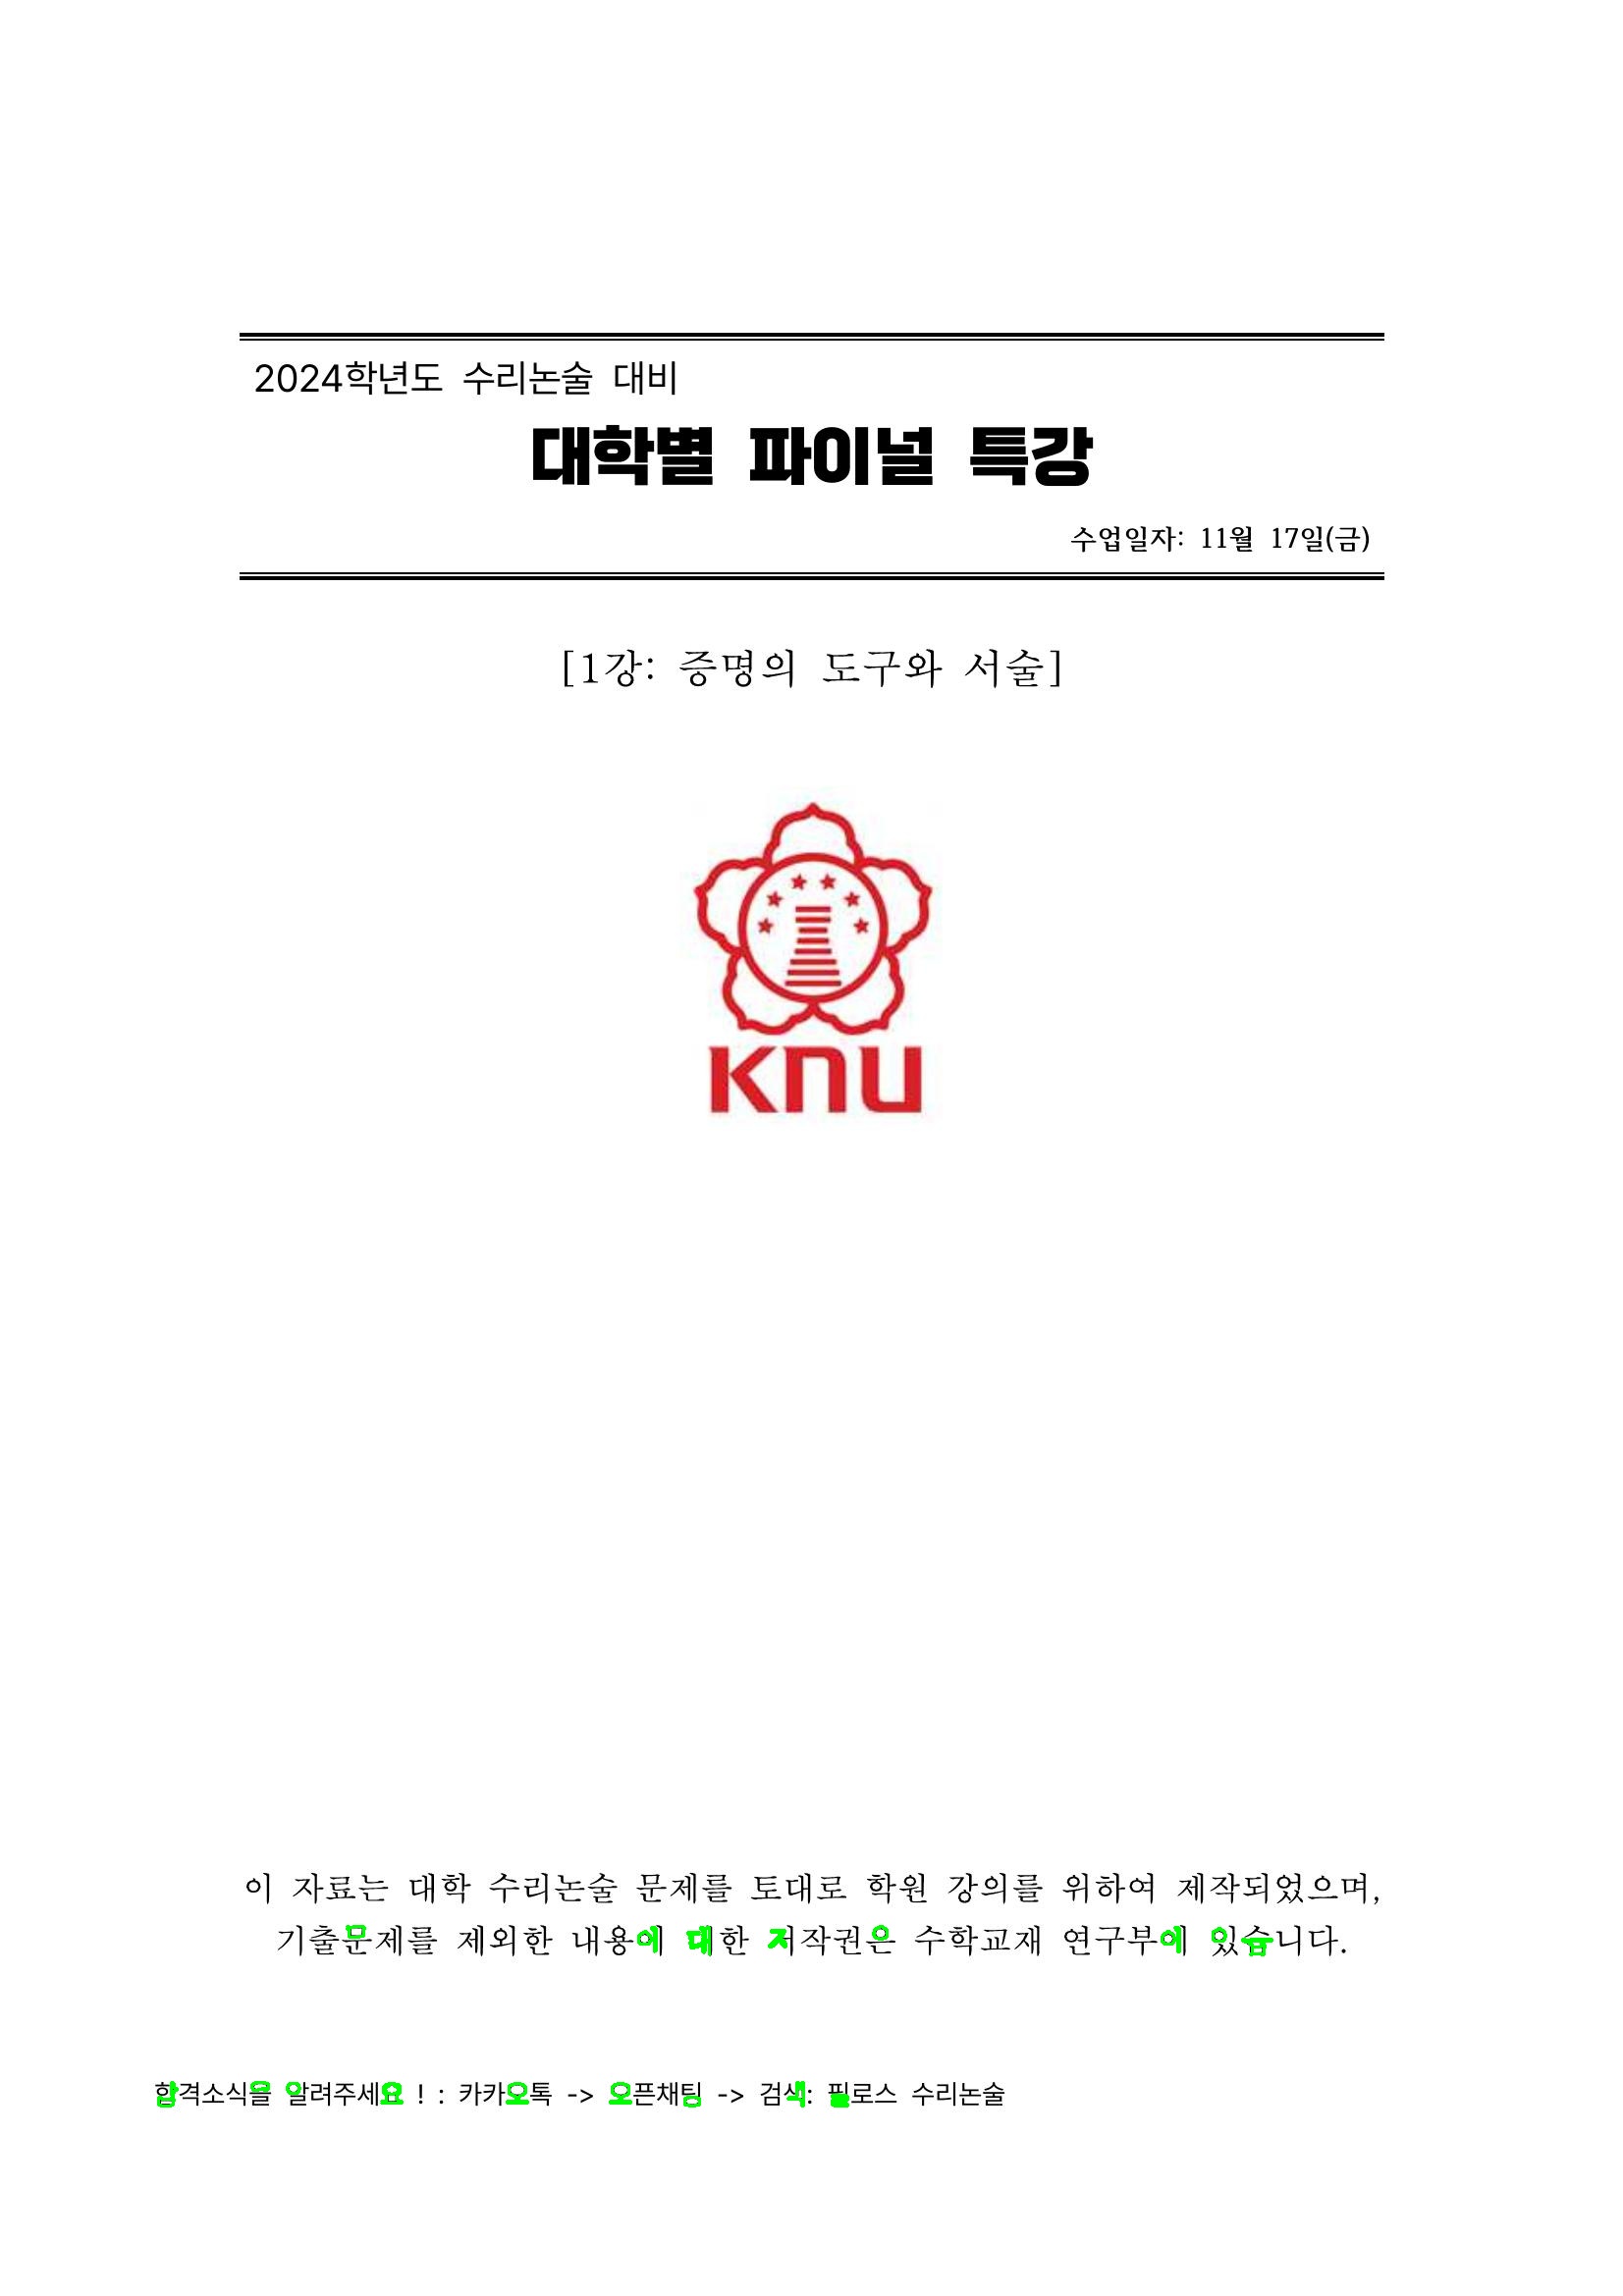 2024학년도 수리논술 대비
대학별 파이널 특강
수업일자: 11월 17일(금)
[1강: 증명의 도구와 서술]
KNU
이 자료는 대학 수리논술 문제를 토대로 학원 강의를 위하여 제작되었으며,
기출문제를 제외한 내용에 대한 저작권은 수학교재 연구부에 있습니다.
합격소식을 알려주세요 ! : 카카오톡 -> 오픈채팅 -> 검색: 필로스 수리논술